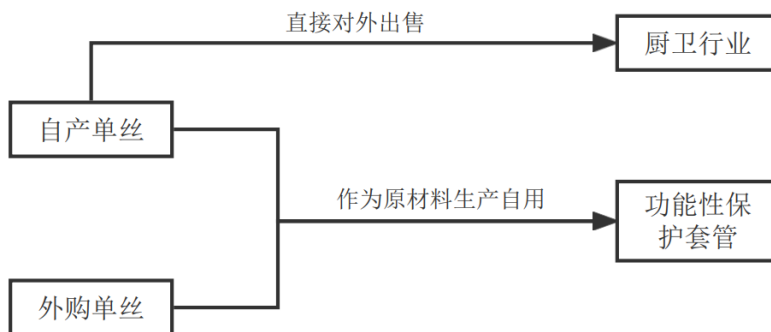 直接对外出售
厨卫行业
自产单丝
作为原材料生产自用
功能性保
护套管
外购单丝